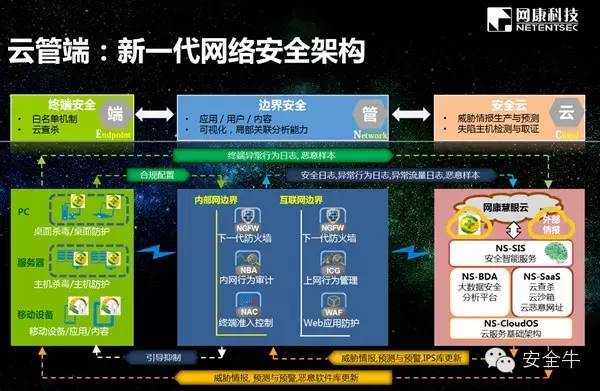 网康科技
NETENTSEC
云管端:新一代网络安全架构
终端安全
• 白名单机制
• 云查杀
端
Endpoint
边界安全
• 应用/用户/内容
• 可视化,局部关联分析能力
管
Network
安全云
• 威胁情报生产与预测
• 失陷主机检测与取证
云
Cloud
终端异常行为日志,恶意样本
合规配置
安全日志,异常行为日志,异常流量日志,恶意样本
PC
桌面杀毒/桌面防护
服务器
主机杀毒/主机防护
移动设备
移动设备/应用/内容
内部网边界
NGFW
下一代防火墙
NBA
内网行为审计
NAC
终端准入控制
互联网边界
NGFW
下一代防火墙
ICG
上网行为管理
WAF
Web应用防护
网康慧眼云
外部
情报
NS-SIS
安全智能服务
NS-BDA
大数据安全
分析平台
NS-SaaS
云查杀
云沙箱
云恶意网址
NS-CloudOS
云服务基础架构
引导抑制
威胁情报,预测与预警,IPS库更新
威胁情报,预测与预警,恶意软件库更新
安全牛